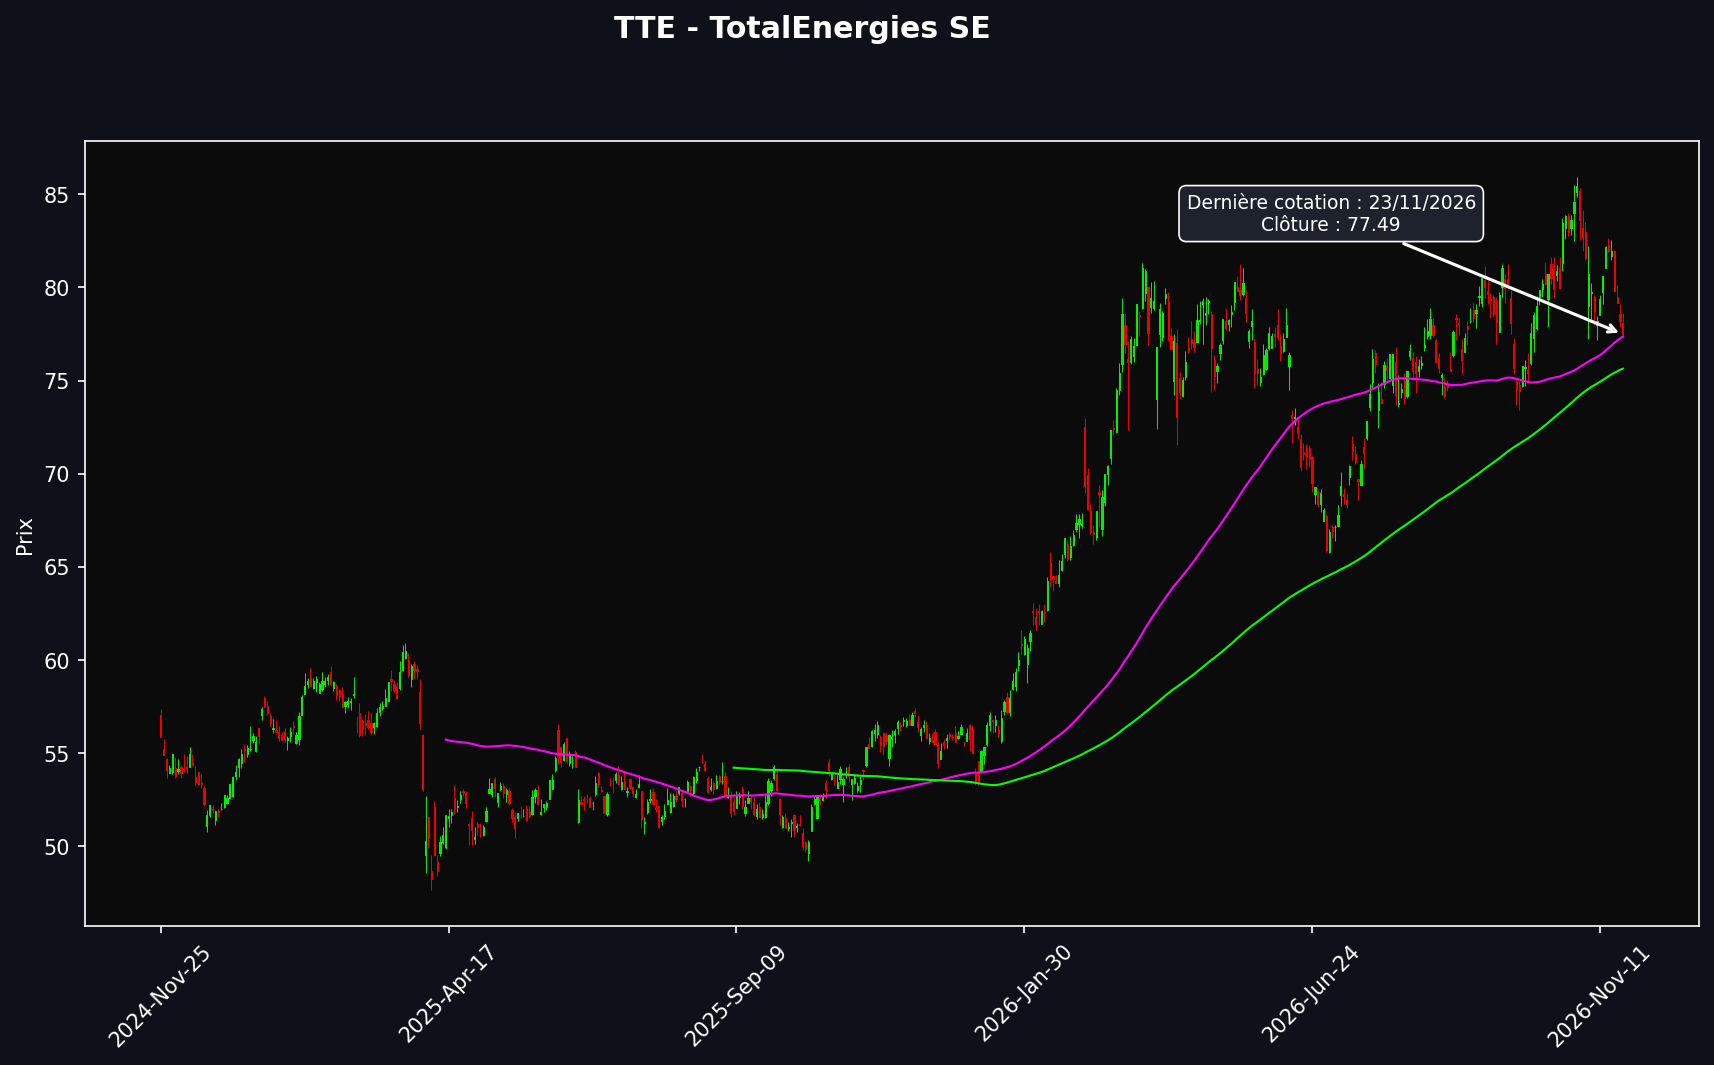 TTE - TotalEnergies SE
Dernière cotation : 23/11/2026
Clôture : 77.49
Prix
85
80
75
70
65
60
55
50
2024-Nov-25
2025-Apr-17
2025-Sep-09
2026-Jan-30
2026-Jun-24
2026-Nov-11